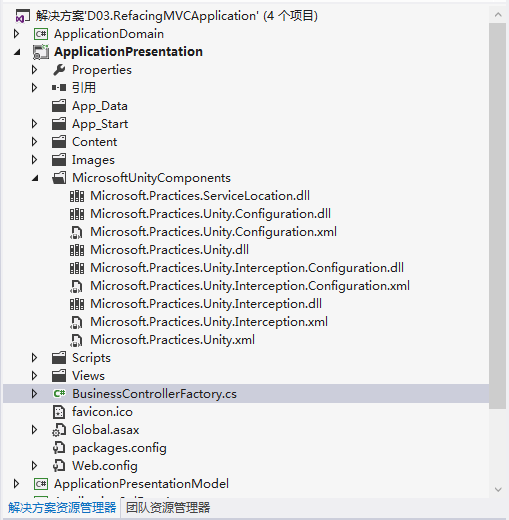 解决方案'D03.RefacingMVCApplication' (4 个项目)
ApplicationDomain
ApplicationPresentation
Properties
引用
App_Data
App_Start
Content
Images
MicrosoftUnityComponents
Microsoft.Practices.ServiceLocation.dll
Microsoft.Practices.Unity.Configuration.dll
Microsoft.Practices.Unity.Configuration.xml
Microsoft.Practices.Unity.dll
Microsoft.Practices.Unity.Interception.Configuration.dll
Microsoft.Practices.Unity.Interception.Configuration.xml
Microsoft.Practices.Unity.Interception.dll
Microsoft.Practices.Unity.Interception.xml
Microsoft.Practices.Unity.xml
Scripts
Views
BusinessControllerFactory.cs
favicon.ico
Global.asax
packages.config
Web.config
ApplicationPresentationModel
解决方案资源管理器 团队资源管理器